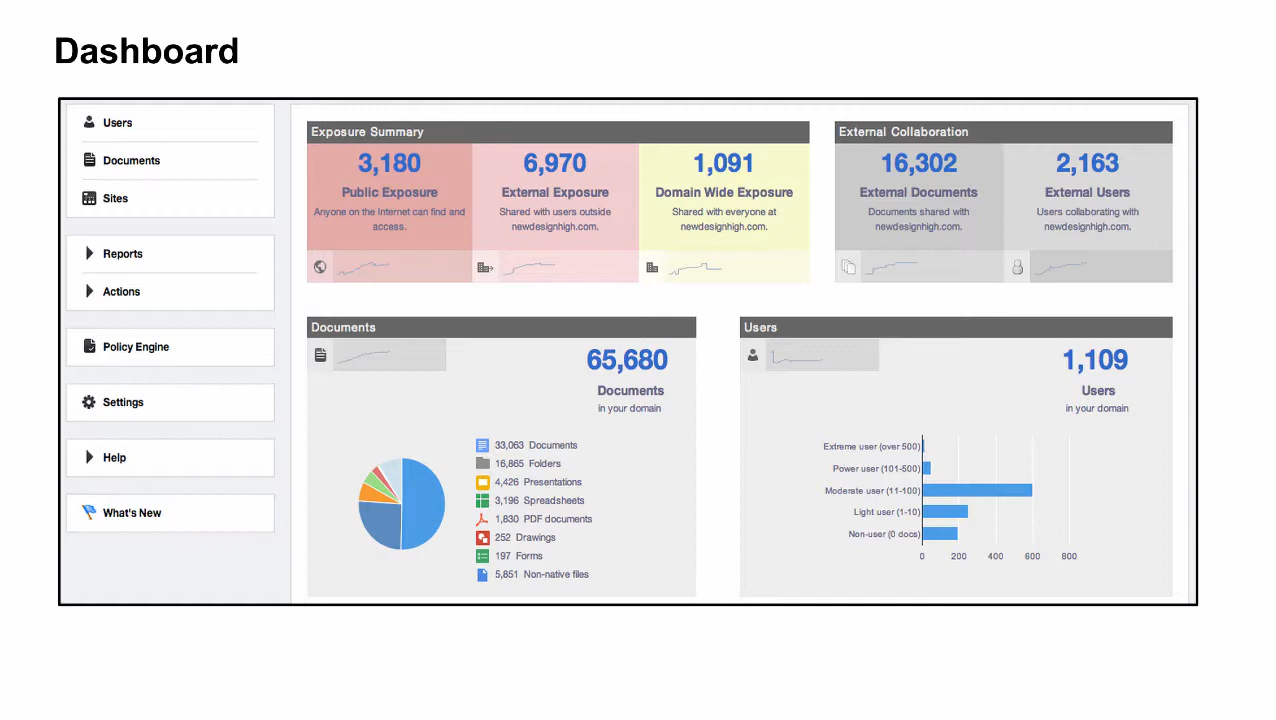 Dashboard
Users
Documents
Sites
Reports
Actions
Policy Engine
Settings
Help
What's New
Exposure Summary
3,180
Public Exposure
Anyone on the Internet can find and
access.
6,970
External Exposure
Shared with users outside
newdesignhigh.com.
1,091
Domain Wide Exposure
Shared with everyone at
newdesignhigh.com.
External Collaboration
16,302
External Documents
Documents shared with
newdesignhigh.com.
2,163
External Users
Users collaborating with
newdesignhigh.com.
Documents
65,680
Documents
in your domain
33,063 Documents
16,865 Folders
4,426 Presentations
3,196 Spreadsheets
1,830 PDF documents
252 Drawings
197 Forms
5,851 Non-native files
Users
1,109
Users
in your domain
Extreme user (over 500)
Power user (101-500)
Moderate user (11-100)
Light user (1-10)
Non-user (0 docs)
0 200 400 600 800